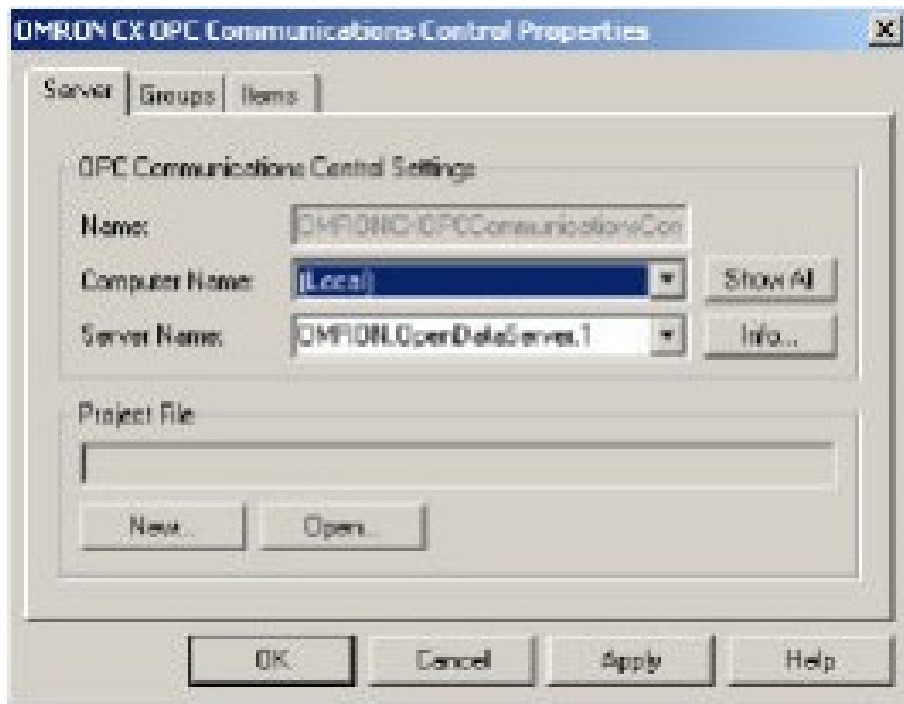 OMRON CX OPC Communications Control Properties
Server Groups Items
OPC Communications Control Settings
Name: OMRONCXOPCCommunicationsCon
Computer Name: (Local) Show All
Server Name: OMRON.OpenDataServer.1 Info...
Project File
New... Open...
OK Cancel Apply Help